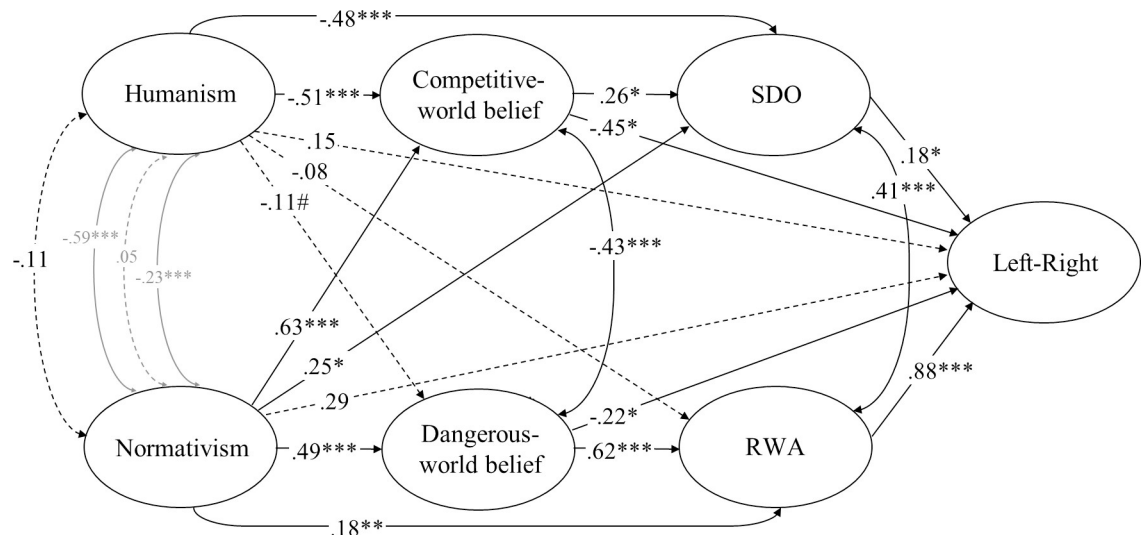 -.48***
Humanism
Competitive-
world belief
SDO
-.51***
.26*
-.45*
.15
-.08
-.11#
.18*
.41***
-.59***
.05
-.23***
-.11
-.43***
Left-Right
.63***
.25*
.29
-.22*
.88***
Normativism
.49***
Dangerous-
world belief
.62***
RWA
.18**